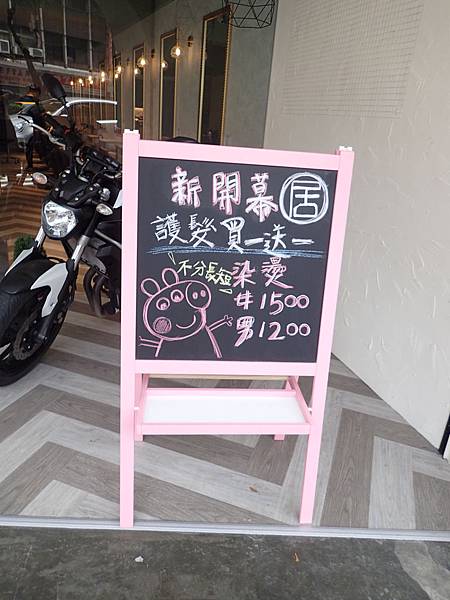 新開幕 居
護髮買一送一
不分長短 染燙
牛1500
男1200